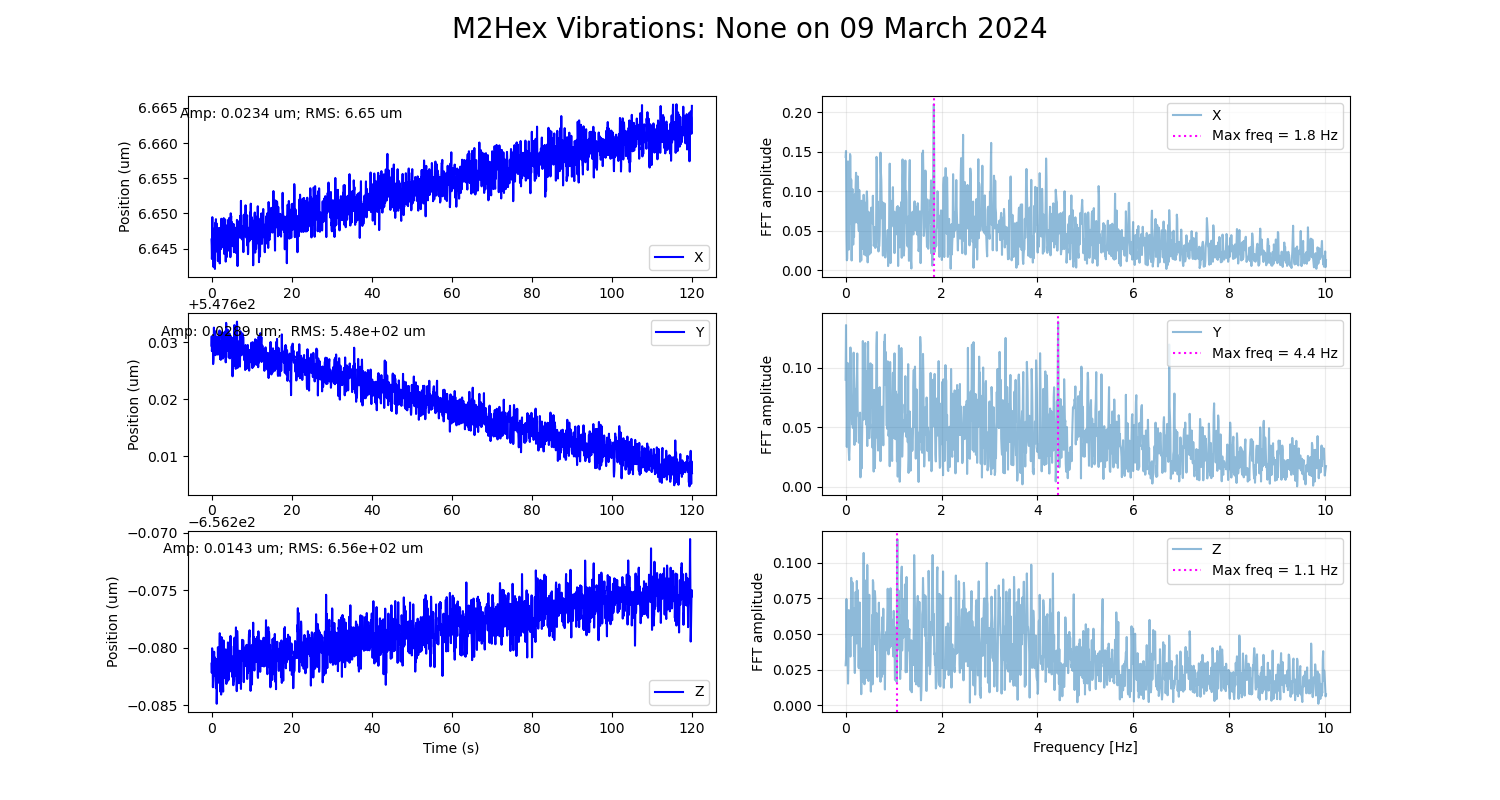 M2Hex Vibrations: None on 09 March 2024
Amp: 0.0234 um; RMS: 6.65 um
Position (um)
6.665
6.660
6.655
6.650
6.645
X
0 20 40 60 80 100 120
FFT amplitude
0.20
0.15
0.10
0.05
0.00
X
Max freq = 1.8 Hz
0 2 4 6 8 10
+5.476e2
Amp: um; RMS: 5.48e+02 um
Position (um)
0.03
0.02
0.01
Y
0 20 40 60 80 100 120
FFT amplitude
0.10
0.05
0.00
Y
Max freq = 4.4 Hz
0 2 4 6 8 10
−6.562e2
Amp: 0.0143 um; RMS: 6.56e+02 um
Position (um)
−0.070
−0.075
−0.080
−0.085
Z
0 20 40 60 80 100 120
Time (s)
FFT amplitude
0.100
0.075
0.050
0.025
0.000
Z
Max freq = 1.1 Hz
0 2 4 6 8 10
Frequency [Hz]